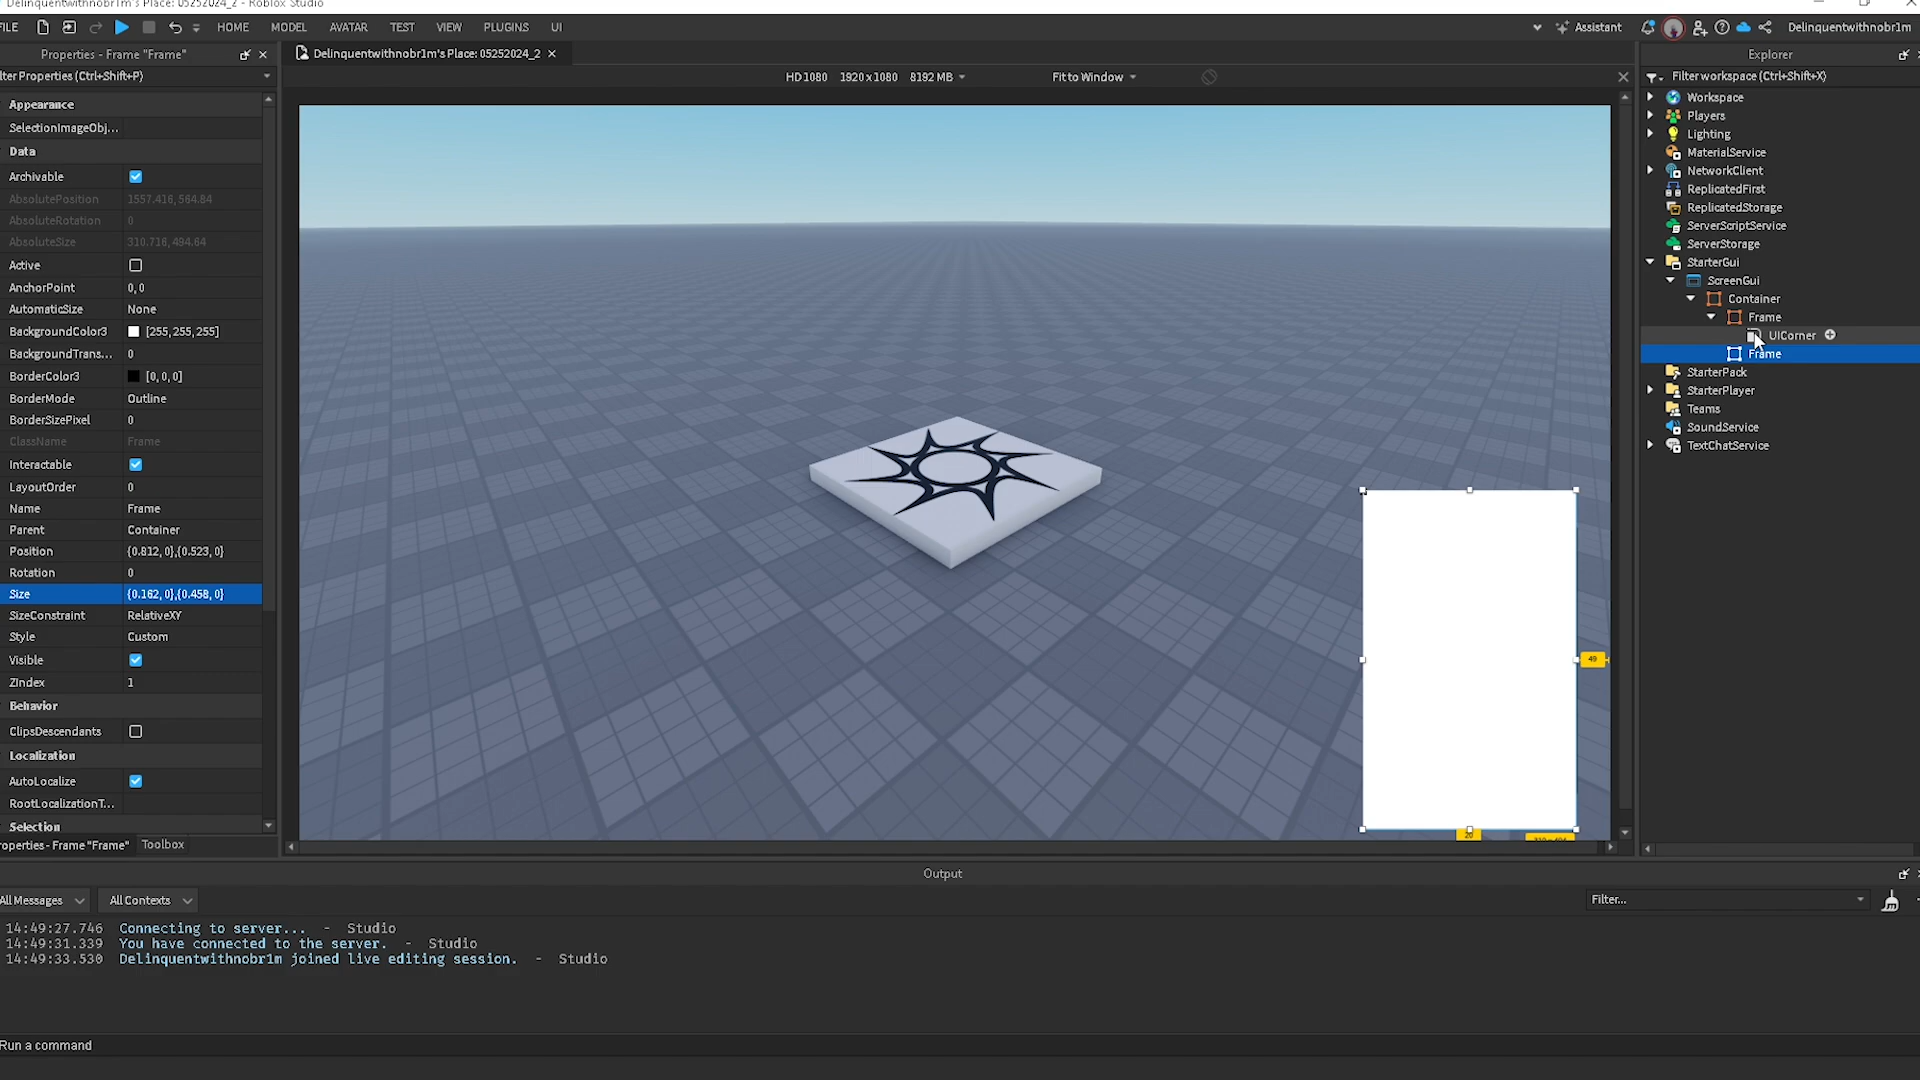 Delinquentwithnobr1m's Place: 05252024_2 - Roblox Studio
FILE HOME MODEL AVATAR TEST VIEW PLUGINS UI Assistant Delinquentwithnobr1m
Properties - Frame "Frame"
lter Properties (Ctrl+Shift+P)
Appearance
SelectionImageObj...
Data
Archivable
AbsolutePosition 1557.416, 564.84
AbsoluteRotation 0
AbsoluteSize 310.716, 494.64
Active
AnchorPoint 0, 0
AutomaticSize None
BackgroundColor3 [255, 255, 255]
BackgroundTrans... 0
BorderColor3 [0, 0, 0]
BorderMode Outline
BorderSizePixel 0
ClassName Frame
Interactable
LayoutOrder 0
Name Frame
Parent Container
Position {0.812, 0},{0.523, 0}
Rotation 0
Size {0.162, 0},{0.458, 0}
SizeConstraint RelativeXY
Style Custom
Visible
ZIndex 1
Behavior
ClipsDescendants
Localization
AutoLocalize
RootLocalizationT...
Selection
roperties - Frame "Frame" Toolbox
Delinquentwithnobr1m's Place: 05252024_2
HD1080 1920 x 1080 8192 MB Fit to Window
49
20
Explorer
Filter workspace (Ctrl+Shift+X)
Workspace
Players
Lighting
MaterialService
NetworkClient
ReplicatedFirst
ReplicatedStorage
ServerScriptService
ServerStorage
StarterGui
ScreenGui
Container
Frame
UICorner
Frame
StarterPack
StarterPlayer
Teams
SoundService
TextChatService
Output
All Messages All Contexts Filter...
14:49:27.746 Connecting to server... - Studio
14:49:31.339 You have connected to the server. - Studio
14:49:33.530 Delinquentwithnobr1m joined live editing session. - Studio
Run a command